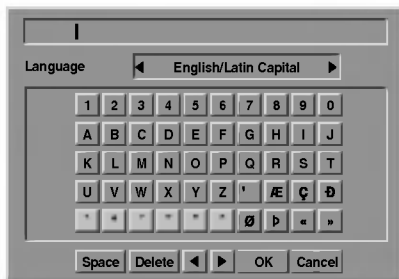 Language ◀ English/Latin Capital ▶
1 2 3 4 5 6 7 8 9 0
A B C D E F G H I J
K L M N O P Q R S T
U V W X Y Z ' Æ Ç Ð
Ø Þ « »
Space Delete ◀ ▶ OK Cancel